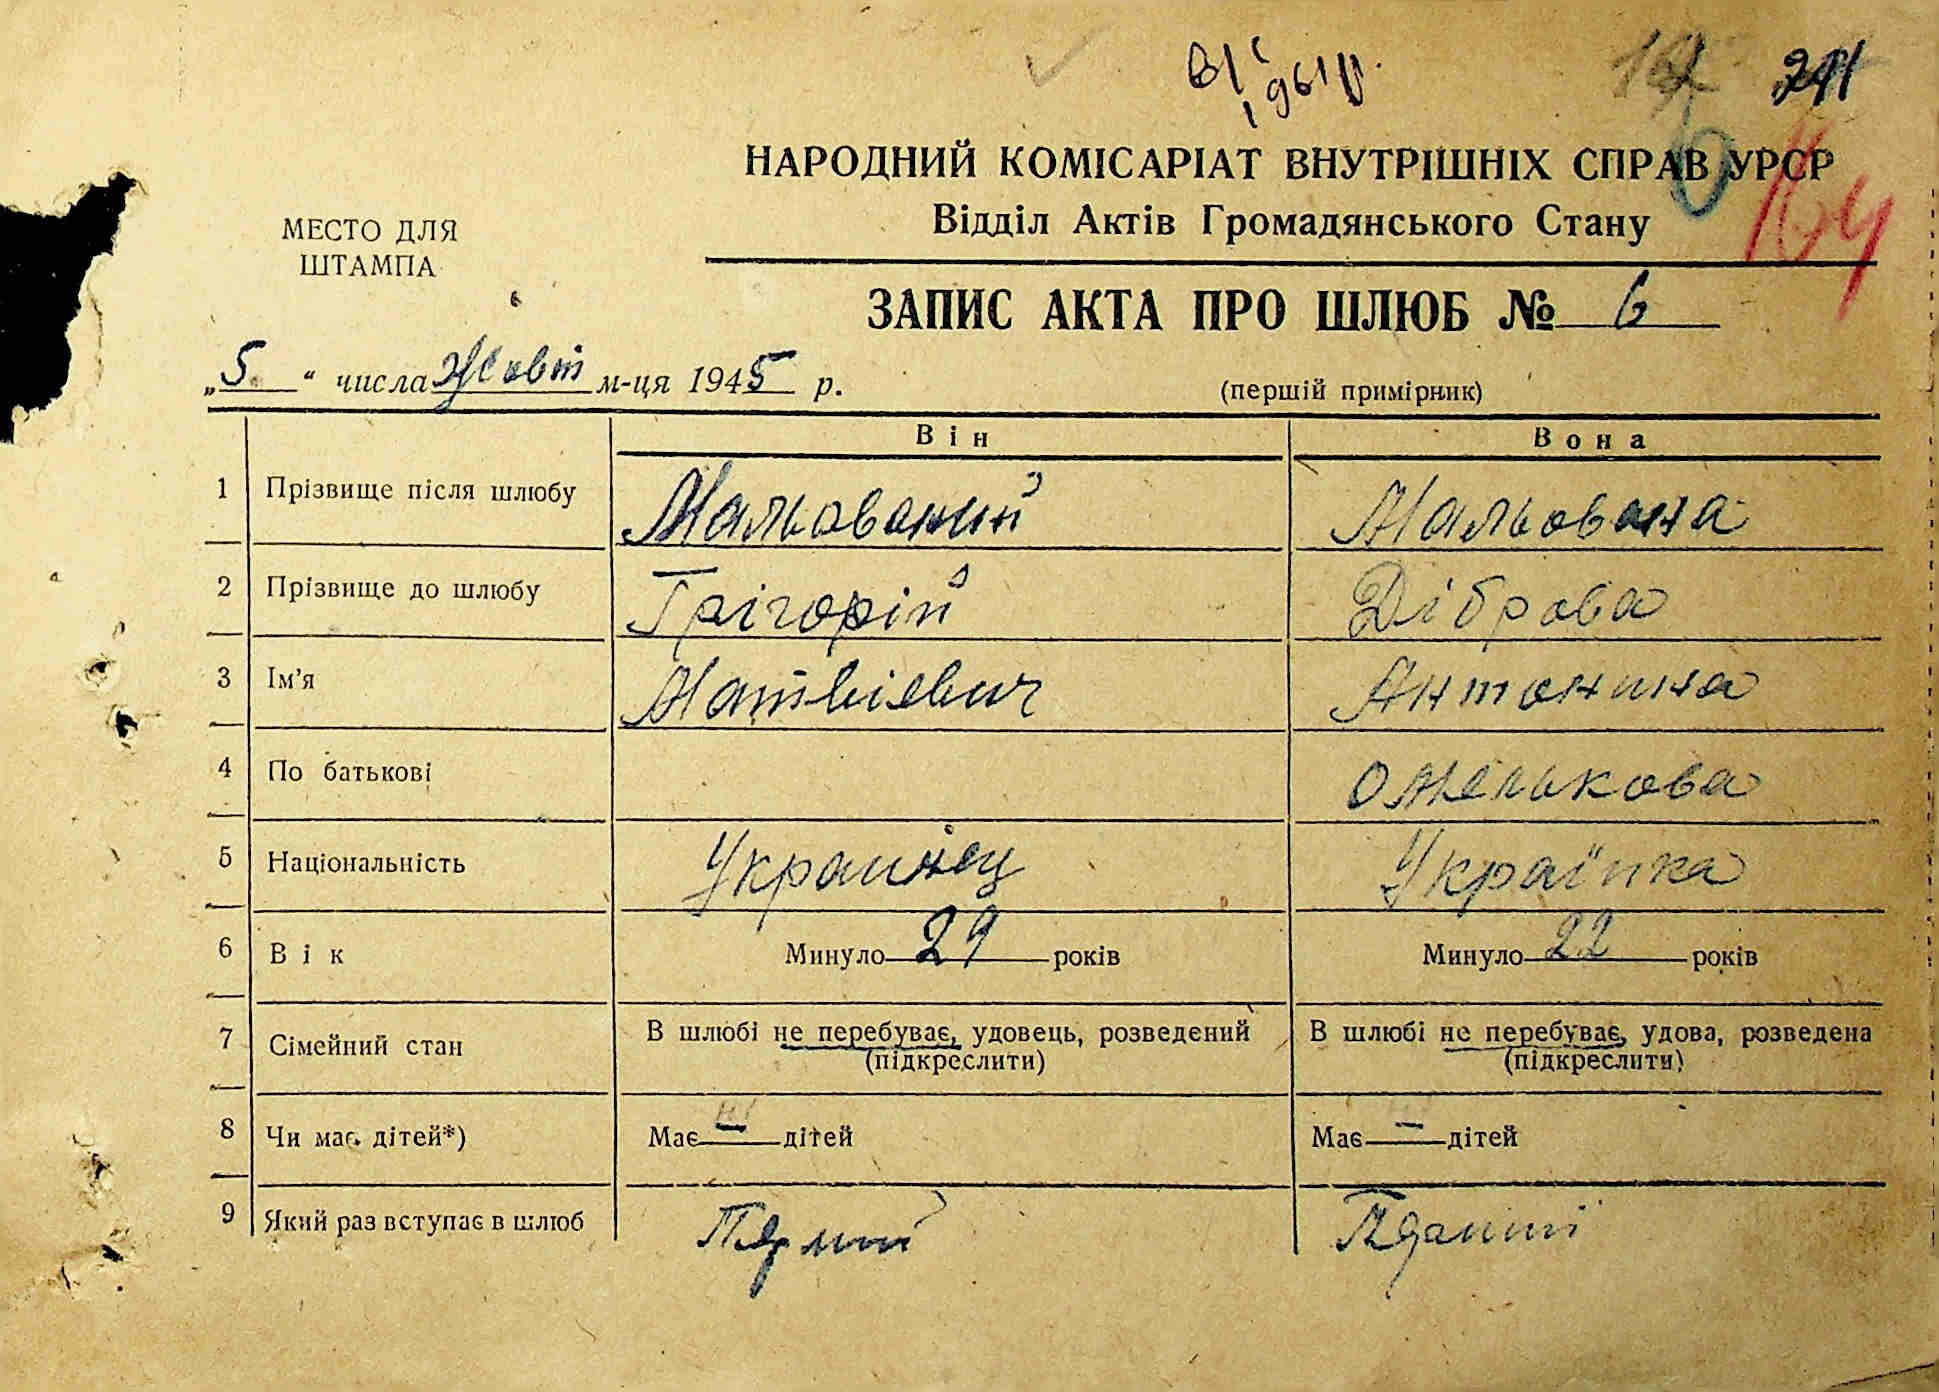 211
НАРОДНИЙ КОМІСАРІАТ ВНУТРІШНІХ СПРАВ УРСР
164
МЕСТО ДЛЯ
ШТАМПА
Відділ Актів Громадянського Стану
ЗАПИС АКТА ПРО ШЛЮБ № 6
„5“ числа Жовт м-ця 1945 р.
(перший примірник)
Він Вона
1 Прізвище після шлюбу Мальований Мальована
2 Прізвище до шлюбу Грігорій Діброва
3 Ім'я Матвієвич Антонина
4 По батькові Омелькова
5 Національність Украинец Українка
6 Вік Минуло 29 років Минуло 22 років
7 Сімейний стан В шлюбі не перебуває, удовець, розведений В шлюбі не перебуває, удова, розведена
(підкреслити) (підкреслити)
8 Чи має дітей*) Має — дітей Має — дітей
9 Який раз вступає в шлюб